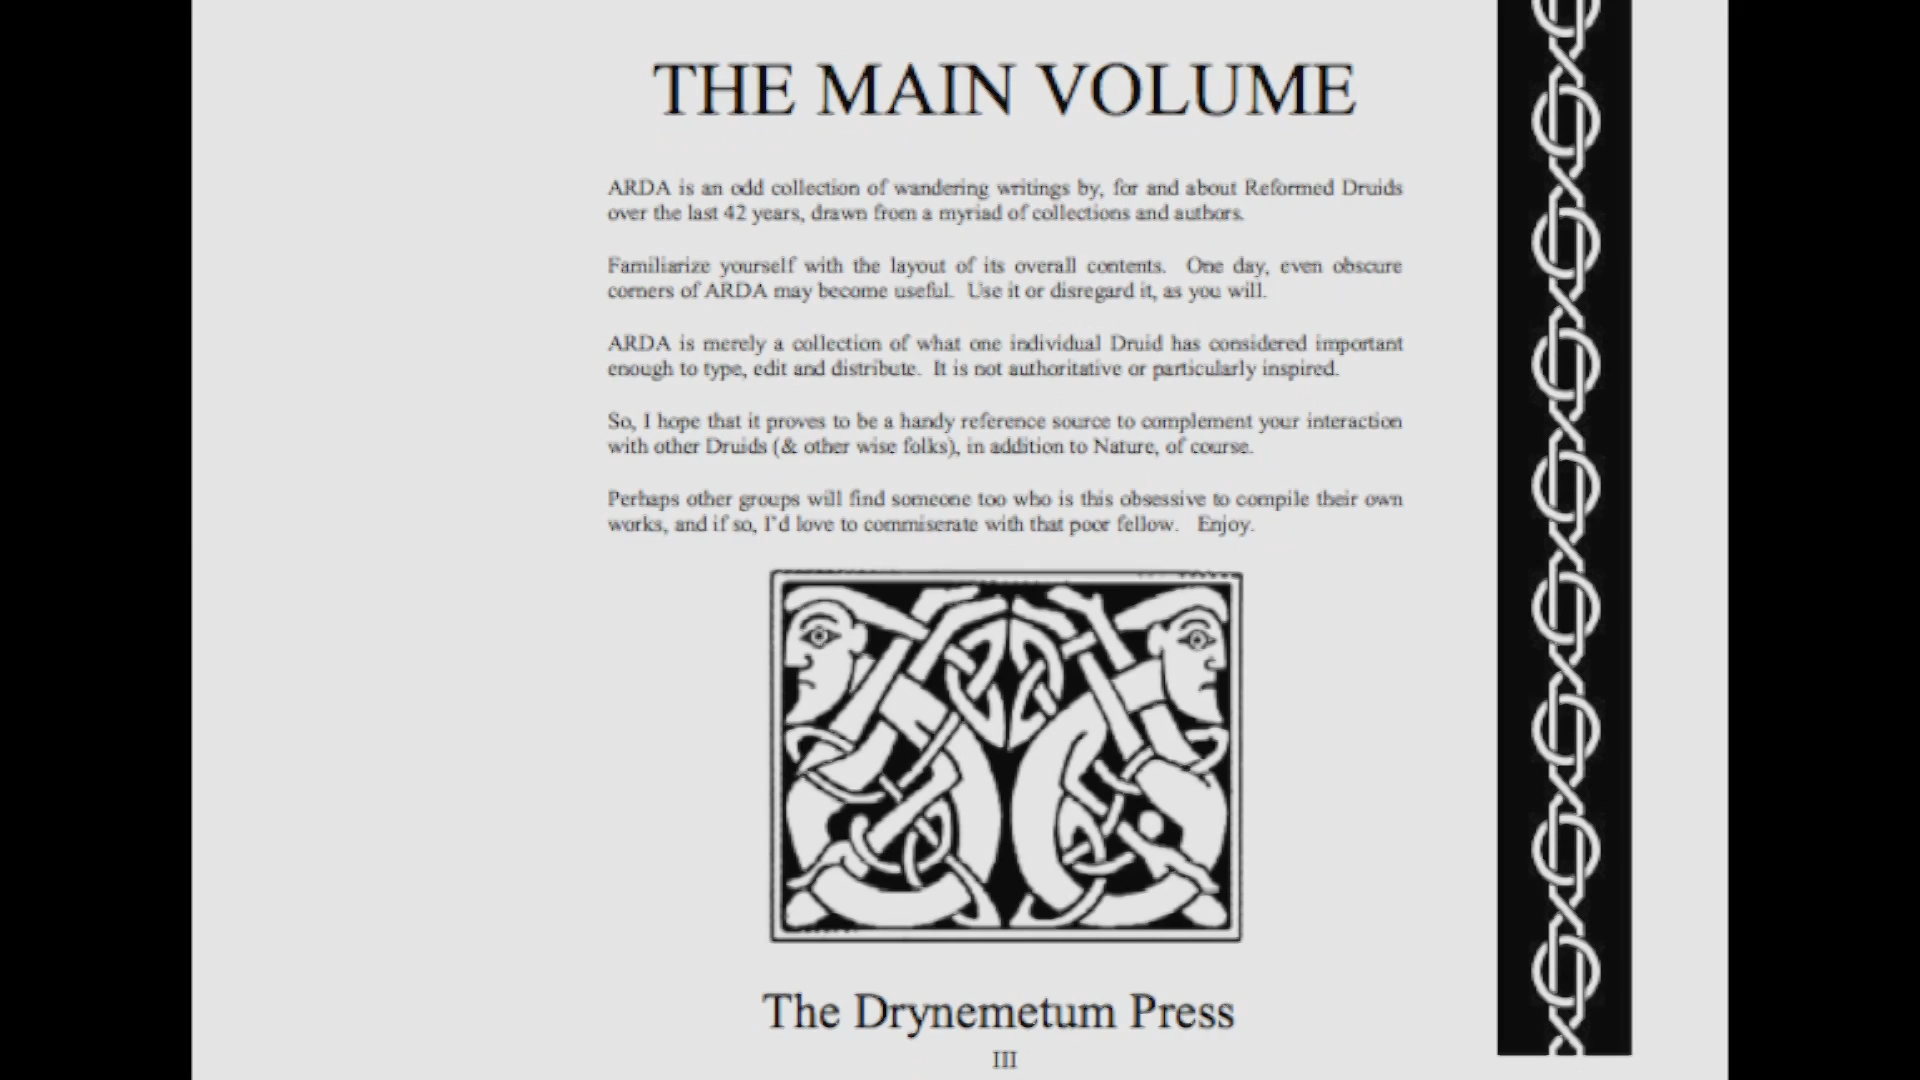 THE MAIN VOLUME
ARDA is an odd collection of wandering writings by, for and about Reformed Druids
over the last 42 years, drawn from a myriad of collections and authors.
Familiarize yourself with the layout of its overall contents. One day, even obscure
corners of ARDA may become useful. Use it or disregard it, as you will.
ARDA is merely a collection of what one individual Druid has considered important
enough to type, edit and distribute. It is not authoritative or particularly inspired.
So, I hope that it proves to be a handy reference source to complement your interaction
with other Druids (& other wise folks), in addition to Nature, of course.
Perhaps other groups will find someone too who is this obsessive to compile their own
works, and if so, I'd love to commiserate with that poor fellow. Enjoy.
The Drynemetum Press
III